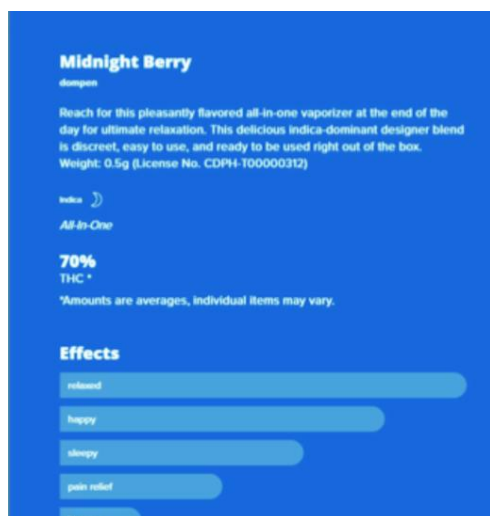 Midnight Berry
dompen
Reach for this pleasantly flavored all-in-one vaporizer at the end of the
day for ultimate relaxation. This delicious indica-dominant designer blend
is discreet, easy to use, and ready to be used right out of the box.
Weight: 0.5g (License No. CDPH-T00000312)
Indica
All-In-One
70%
THC *
*Amounts are averages, individual items may vary.
Effects
relaxed
happy
sleepy
pain relief